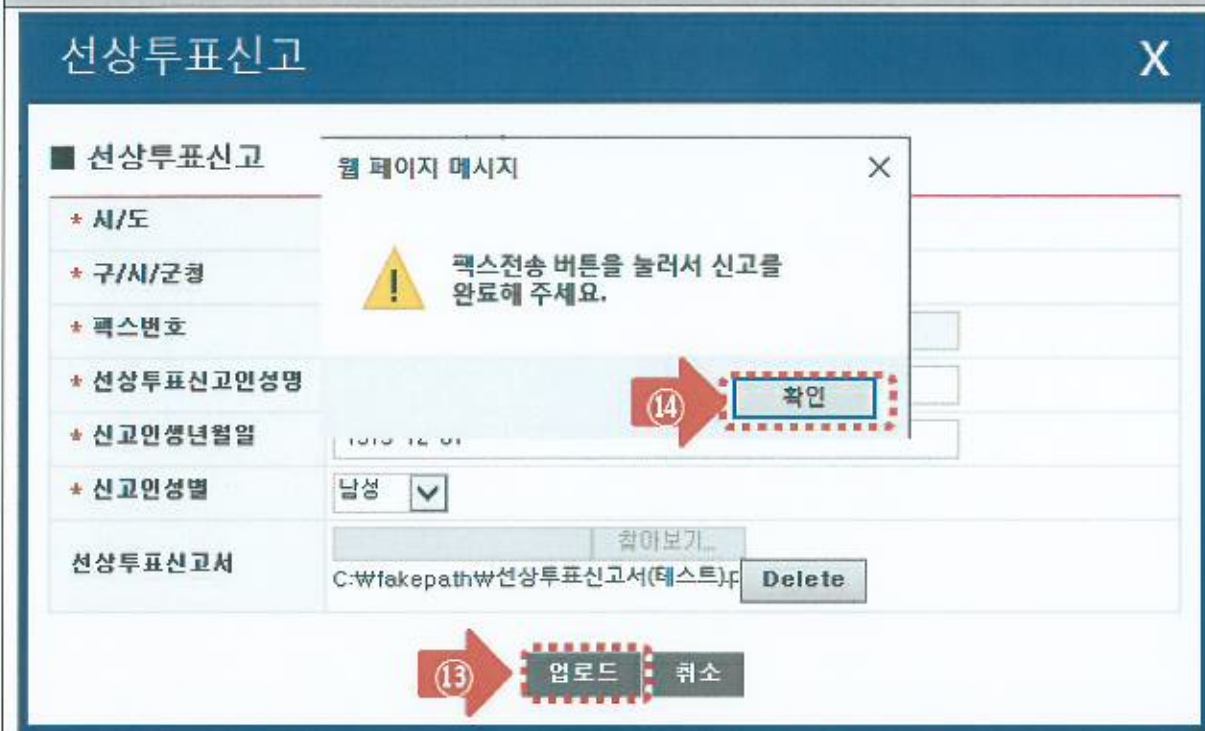 선상투표신고 X
■ 선상투표신고
웹 페이지 메시지 ×
* 시/도
* 구/시/군청
팩스전송 버튼을 눌러서 신고를
완료해 주세요.
* 팩스번호
* 선상투표신고인성명
⑭ 확인
* 신고인생년월일
* 신고인성별 남성
선상투표신고서 찾아보기...
C:₩fakepath₩선상투표신고서(테스트).p Delete
⑬ 업로드 취소